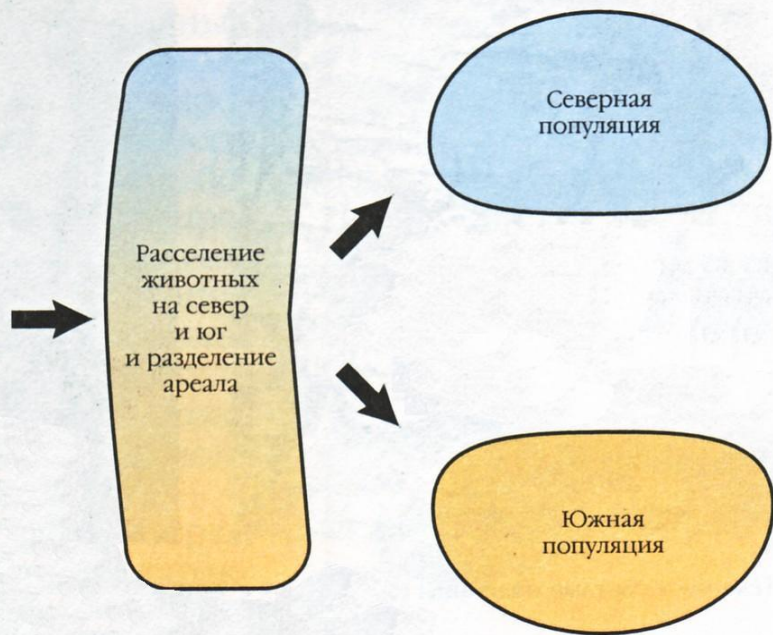 Расселение
животных
на север
и юг
и разделение
ареала
Северная
популяция
Южная
популяция